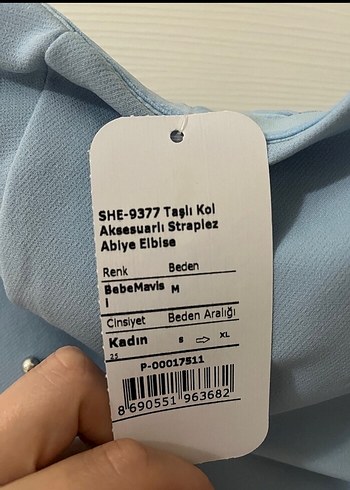 SHE-9377 Taşlı Kol
Aksesuarlı Straplez
Abiye Elbise
Renk Beden
BebeMavis M
i
Cinsiyet Beden Aralığı
Kadın S ⇨ XL
25
P-00017511
8 690551 963682